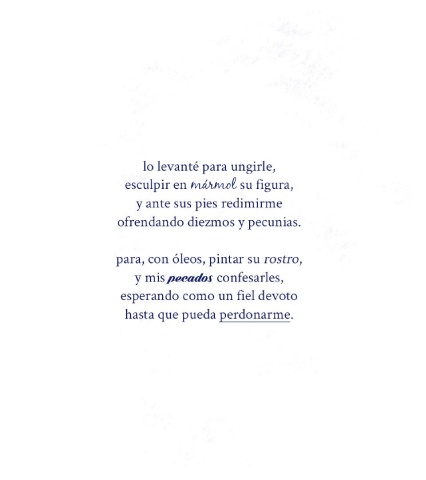 lo levanté para ungirle,
esculpir en mármol su figura,
y ante sus pies redimirme
ofrendando diezmos y pecunias.
para, con óleos, pintar su rostro,
y mis pecados confesarles,
esperando como un fiel devoto
hasta que pueda perdonarme.